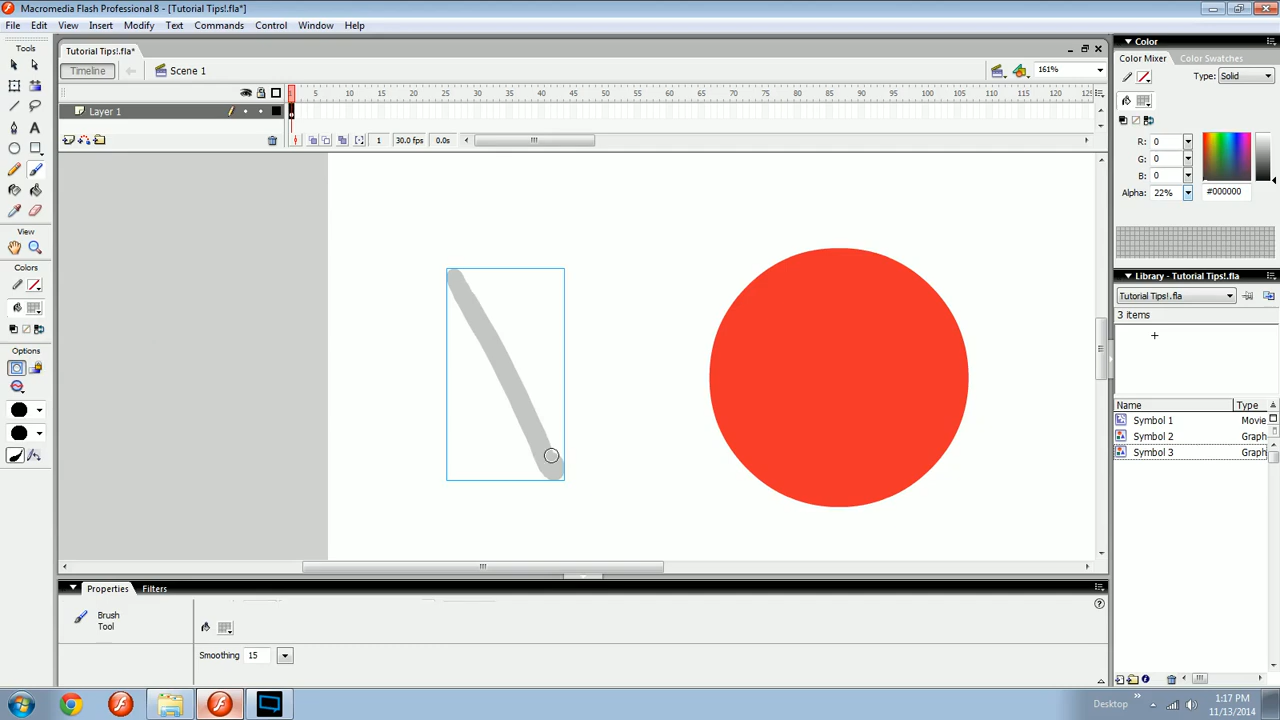 Macromedia Flash Professional 8 - [Tutorial Tips!.fla*]
File Edit View Insert Modify Text Commands Control Window Help
Tools
Tutorial Tips!.fla*
Timeline Scene 1 161%
5 10 15 20 25 30 35 40 45 50 55 60 65 70 75 80 85 90 95 100 105 110 115 120 125
Layer 1
1 30.0 fps 0.0s
View
Colors
Options
Color
Color Mixer Color Swatches
Type: Solid
R: 0
G: 0
B: 0
Alpha: 22% #000000
Library - Tutorial Tips!.fla
Tutorial Tips!.fla
3 items
Name Type
Symbol 1 Movie
Symbol 2 Graph
Symbol 3 Graph
Properties Filters
Brush
Tool
Smoothing 15
Desktop
1:17 PM
11/13/2014